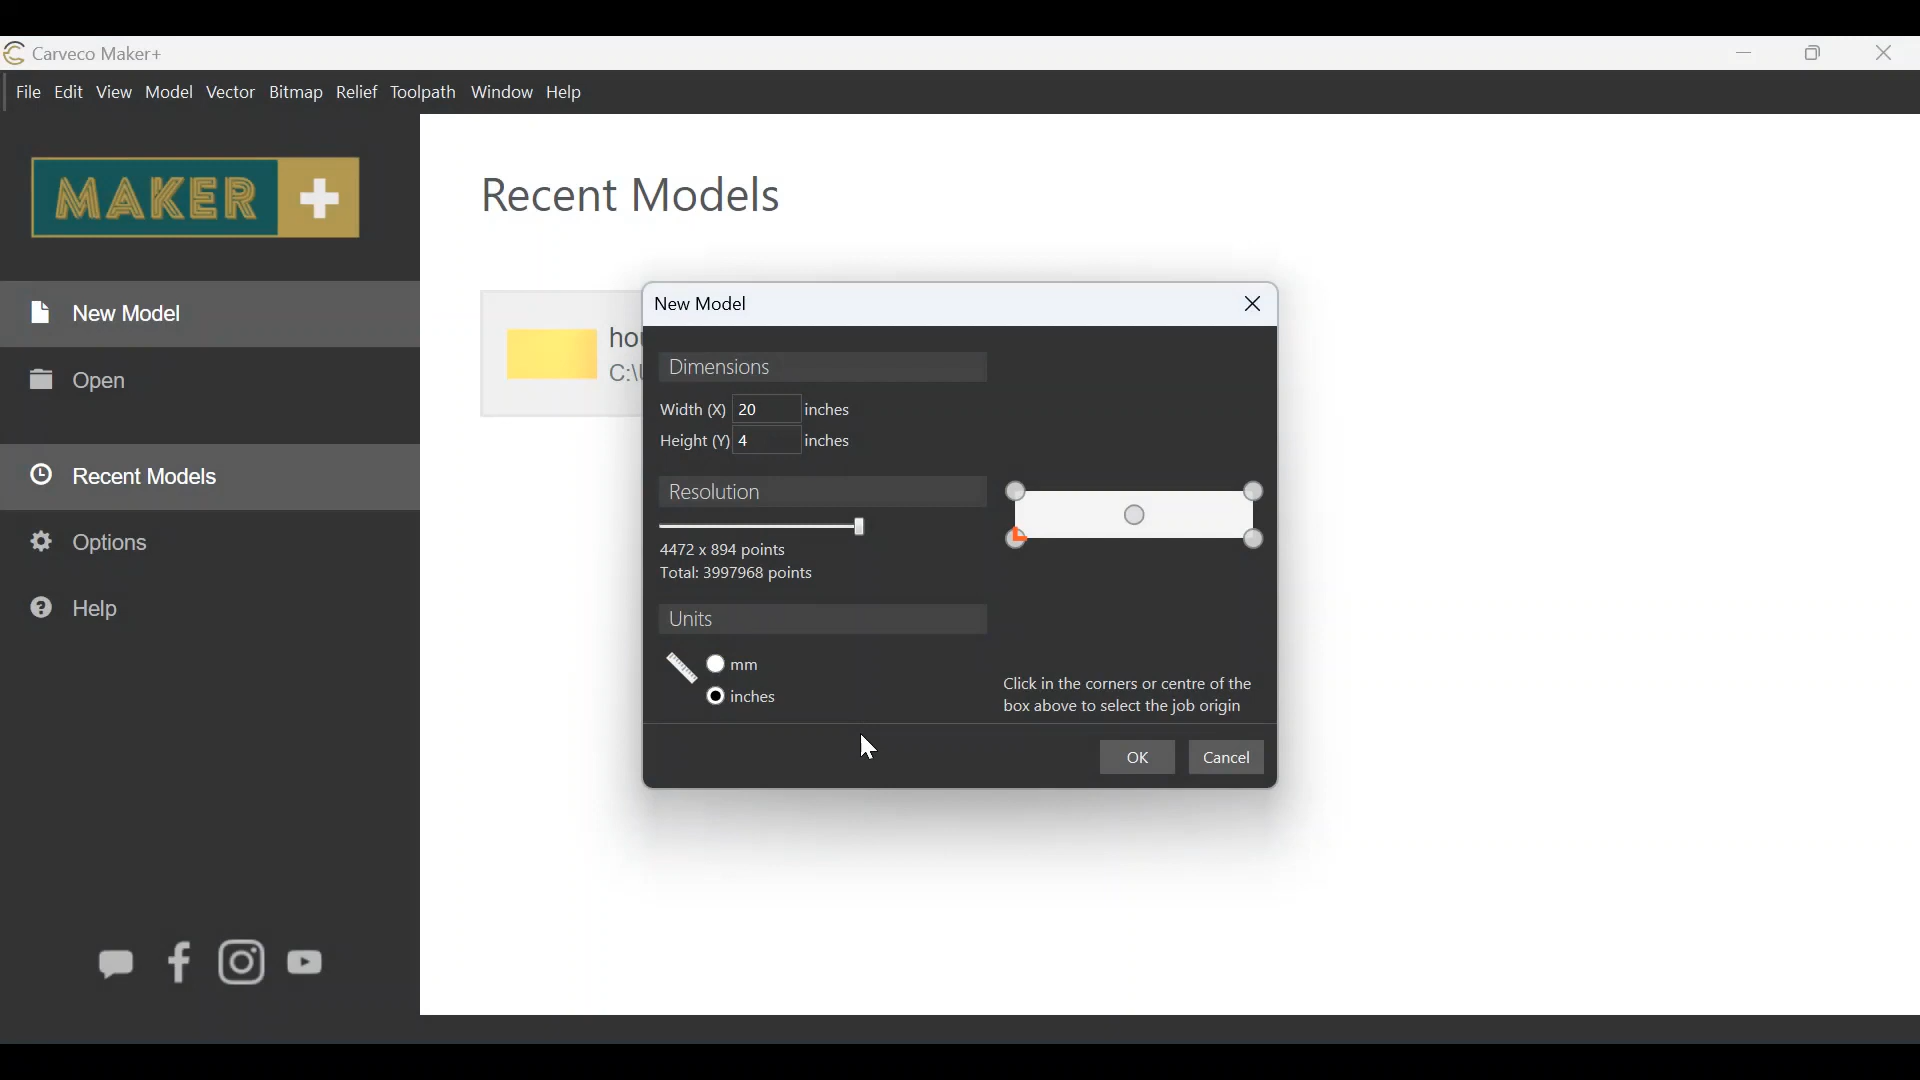 Carveco Maker+
File Edit View Model Vector Bitmap Relief Toolpath Window Help
MAKER +
New Model
Open
Recent Models
Options
Help
Recent Models
New Model
Dimensions
Width (X) 20 inches
Height (Y) 4 inches
Resolution
4472 x 894 points
Total: 3997968 points
Units
mm
inches
Click in the corners or centre of the
box above to select the job origin
OK Cancel